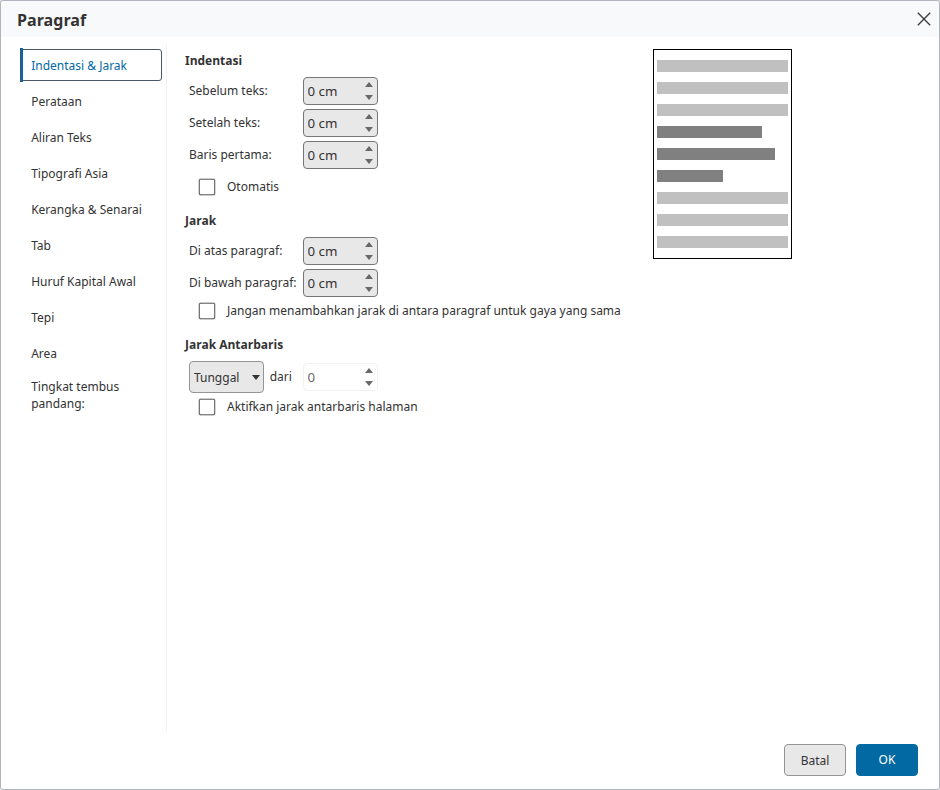 Paragraf
Indentasi & Jarak
Perataan
Aliran Teks
Tipografi Asia
Kerangka & Senarai
Tab
Huruf Kapital Awal
Tepi
Area
Tingkat tembus
pandang:
Indentasi
Sebelum teks: 0 cm
Setelah teks: 0 cm
Baris pertama: 0 cm
Otomatis
Jarak
Di atas paragraf: 0 cm
Di bawah paragraf: 0 cm
Jangan menambahkan jarak di antara paragraf untuk gaya yang sama
Jarak Antarbaris
Tunggal dari 0
Aktifkan jarak antarbaris halaman
Batal OK